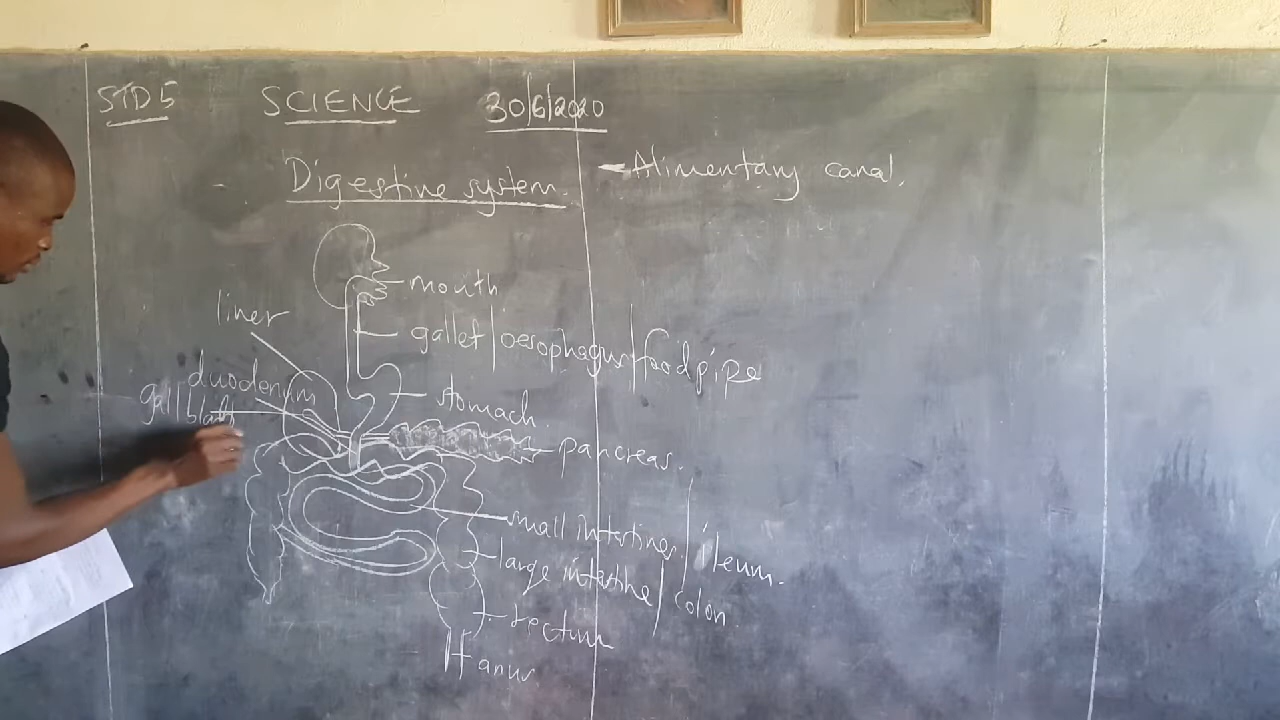 STD 5 SCIENCE 30/6/2020
Digestive system.
- Alimentary canal.
mouth
liver
gallet/oesophagus/foodpipe
duodenum
stomach
gall bladd
pancreas.
small intestines/ileum.
large intestine/colon
rectum
anus